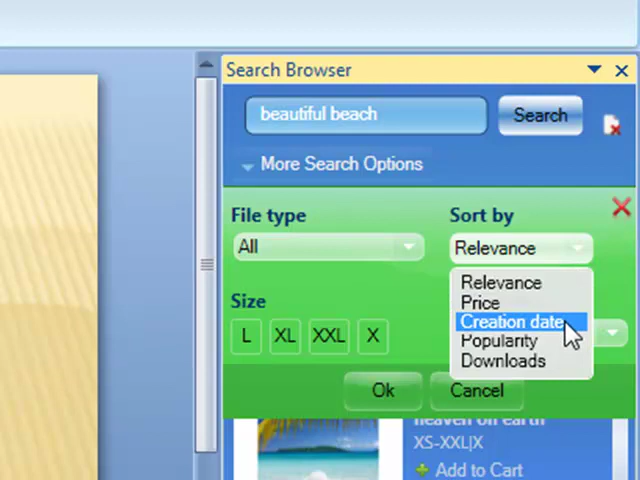 Search Browser
beautiful beach
Search
More Search Options
File type
Sort by
All
Relevance
Relevance
Price
Size
Creation date
L XL XXL X
Popularity
Downloads
Ok
Cancel
heaven on earth
XS-XXL|X
Add to Cart